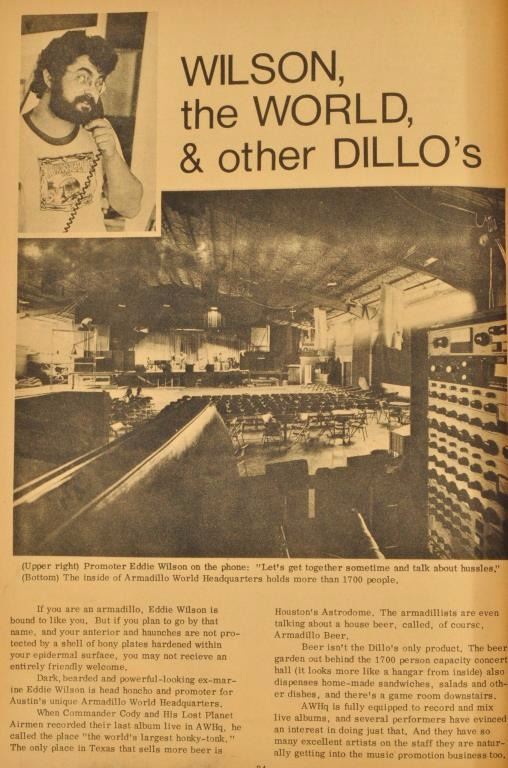 WILSON,
the WORLD,
& other DILLO's
(Upper right) Promoter Eddie Wilson on the phone: "Let's get together sometime and talk about hussles."
(Bottom) The inside of Armadillo World Headquarters holds more than 1700 people.
If you are an armadillo, Eddie Wilson is
bound to like you. But if you plan to go by that
name, and your anterior and haunches are not pro-
tected by a shell of bony plates hardened within
your epidermal surface, you may not recieve an
entirely friendly welcome.
Dark, bearded and powerful-looking ex-mar-
ine Eddie Wilson is head honcho and promoter for
Austin's unique Armadillo World Headquarters.
When Commander Cody and His Lost Planet
Airmen recorded their last album live in AWHq, he
called the place "the world's largest honky-tonk."
The only place in Texas that sells more beer is
Houston's Astrodome. The armadillists are even
talking about a house beer, called, of course,
Armadillo Beer.
Beer isn't the Dillo's only product. The beer
garden out behind the 1700 person capacity concert
hall (it looks more like a hangar from inside) also
dispenses home-made sandwiches, salads and oth-
er dishes, and there's a game room downstairs.
AWHq is fully equipped to record and mix
live albums, and several performers have evinced
an interest in doing just that. And they have so
many excellent artists on the staff they are natur-
ally getting into the music promotion business too.